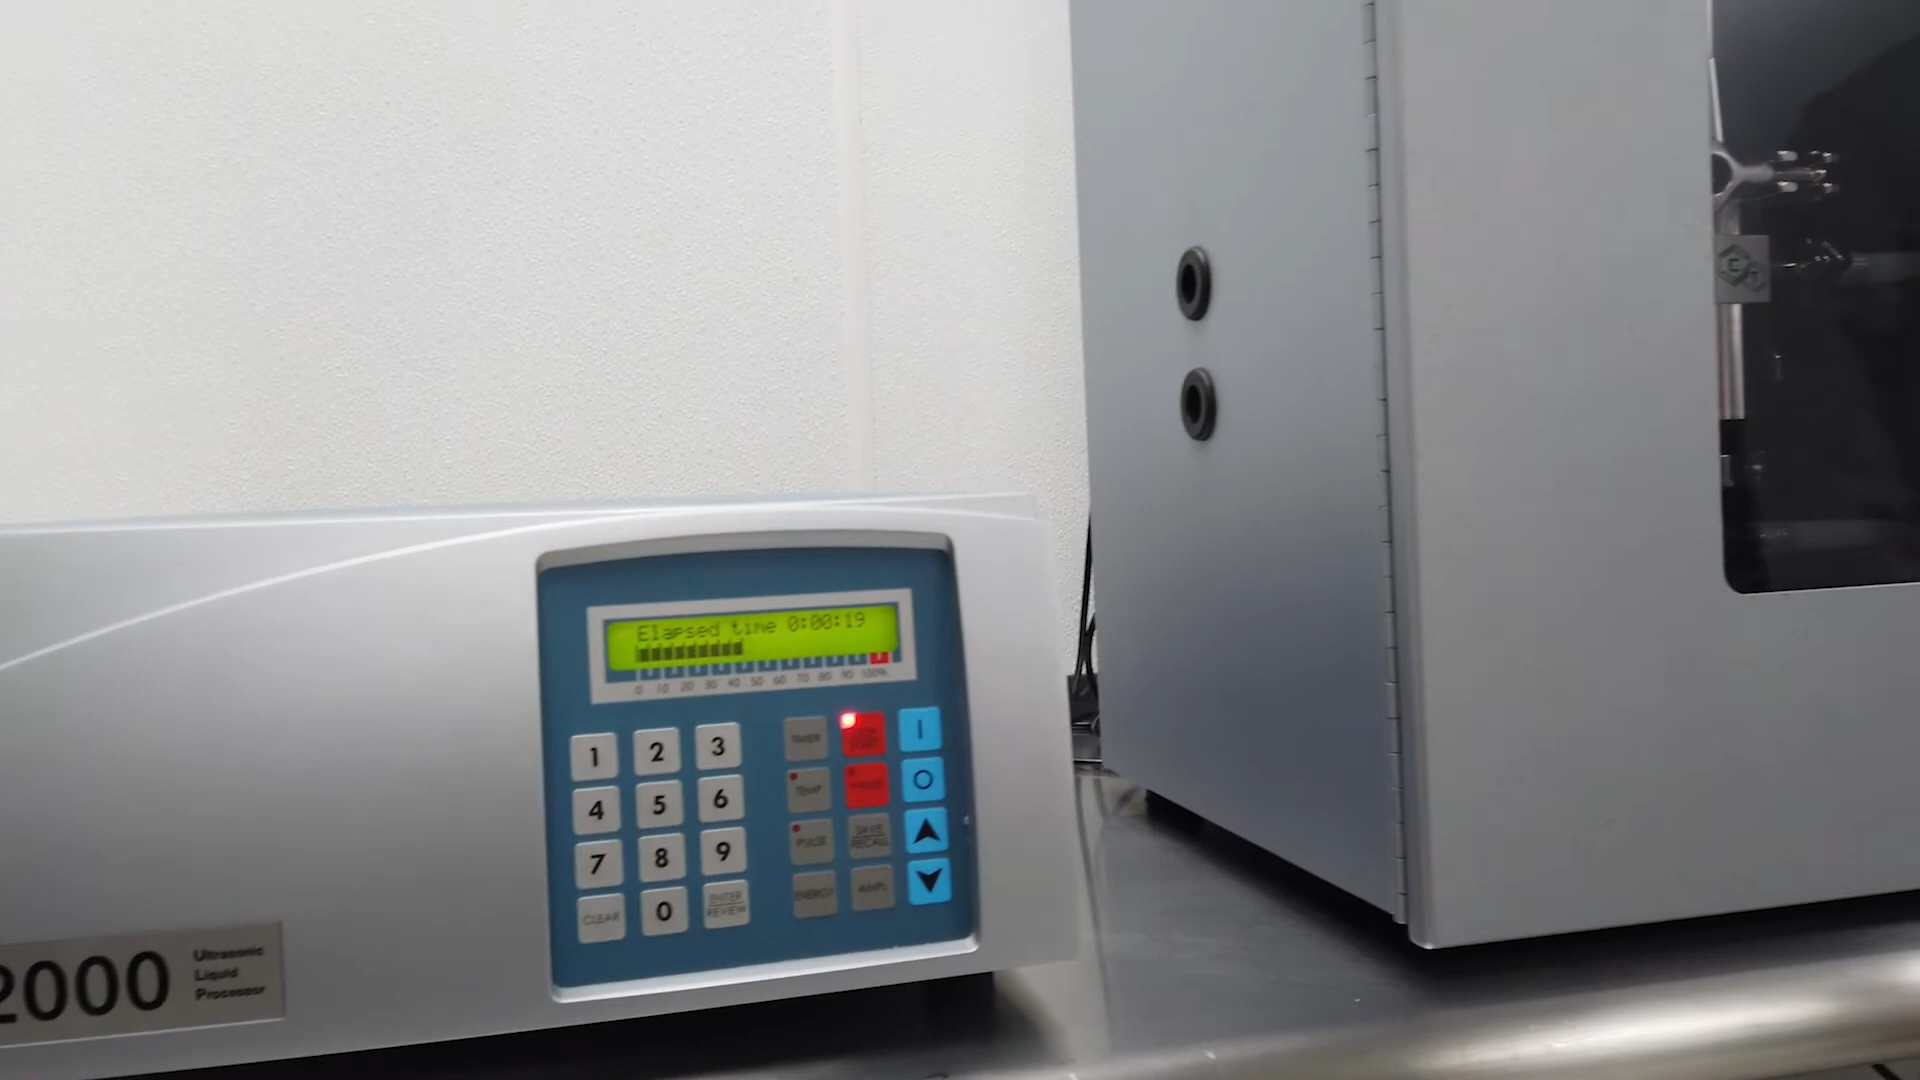 Elapsed time 0:00:19
0 10 20 30 40 50 60 70 80 90 100%
1 2 3
4 5 6
7 8 9
CLEAR 0 ENTER
REVIEW
TIMER
START
TEMP
PULSE SAVE
RECALL
ENERGY AMPL
I
O
2000
Ultrasonic
Liquid
Processor